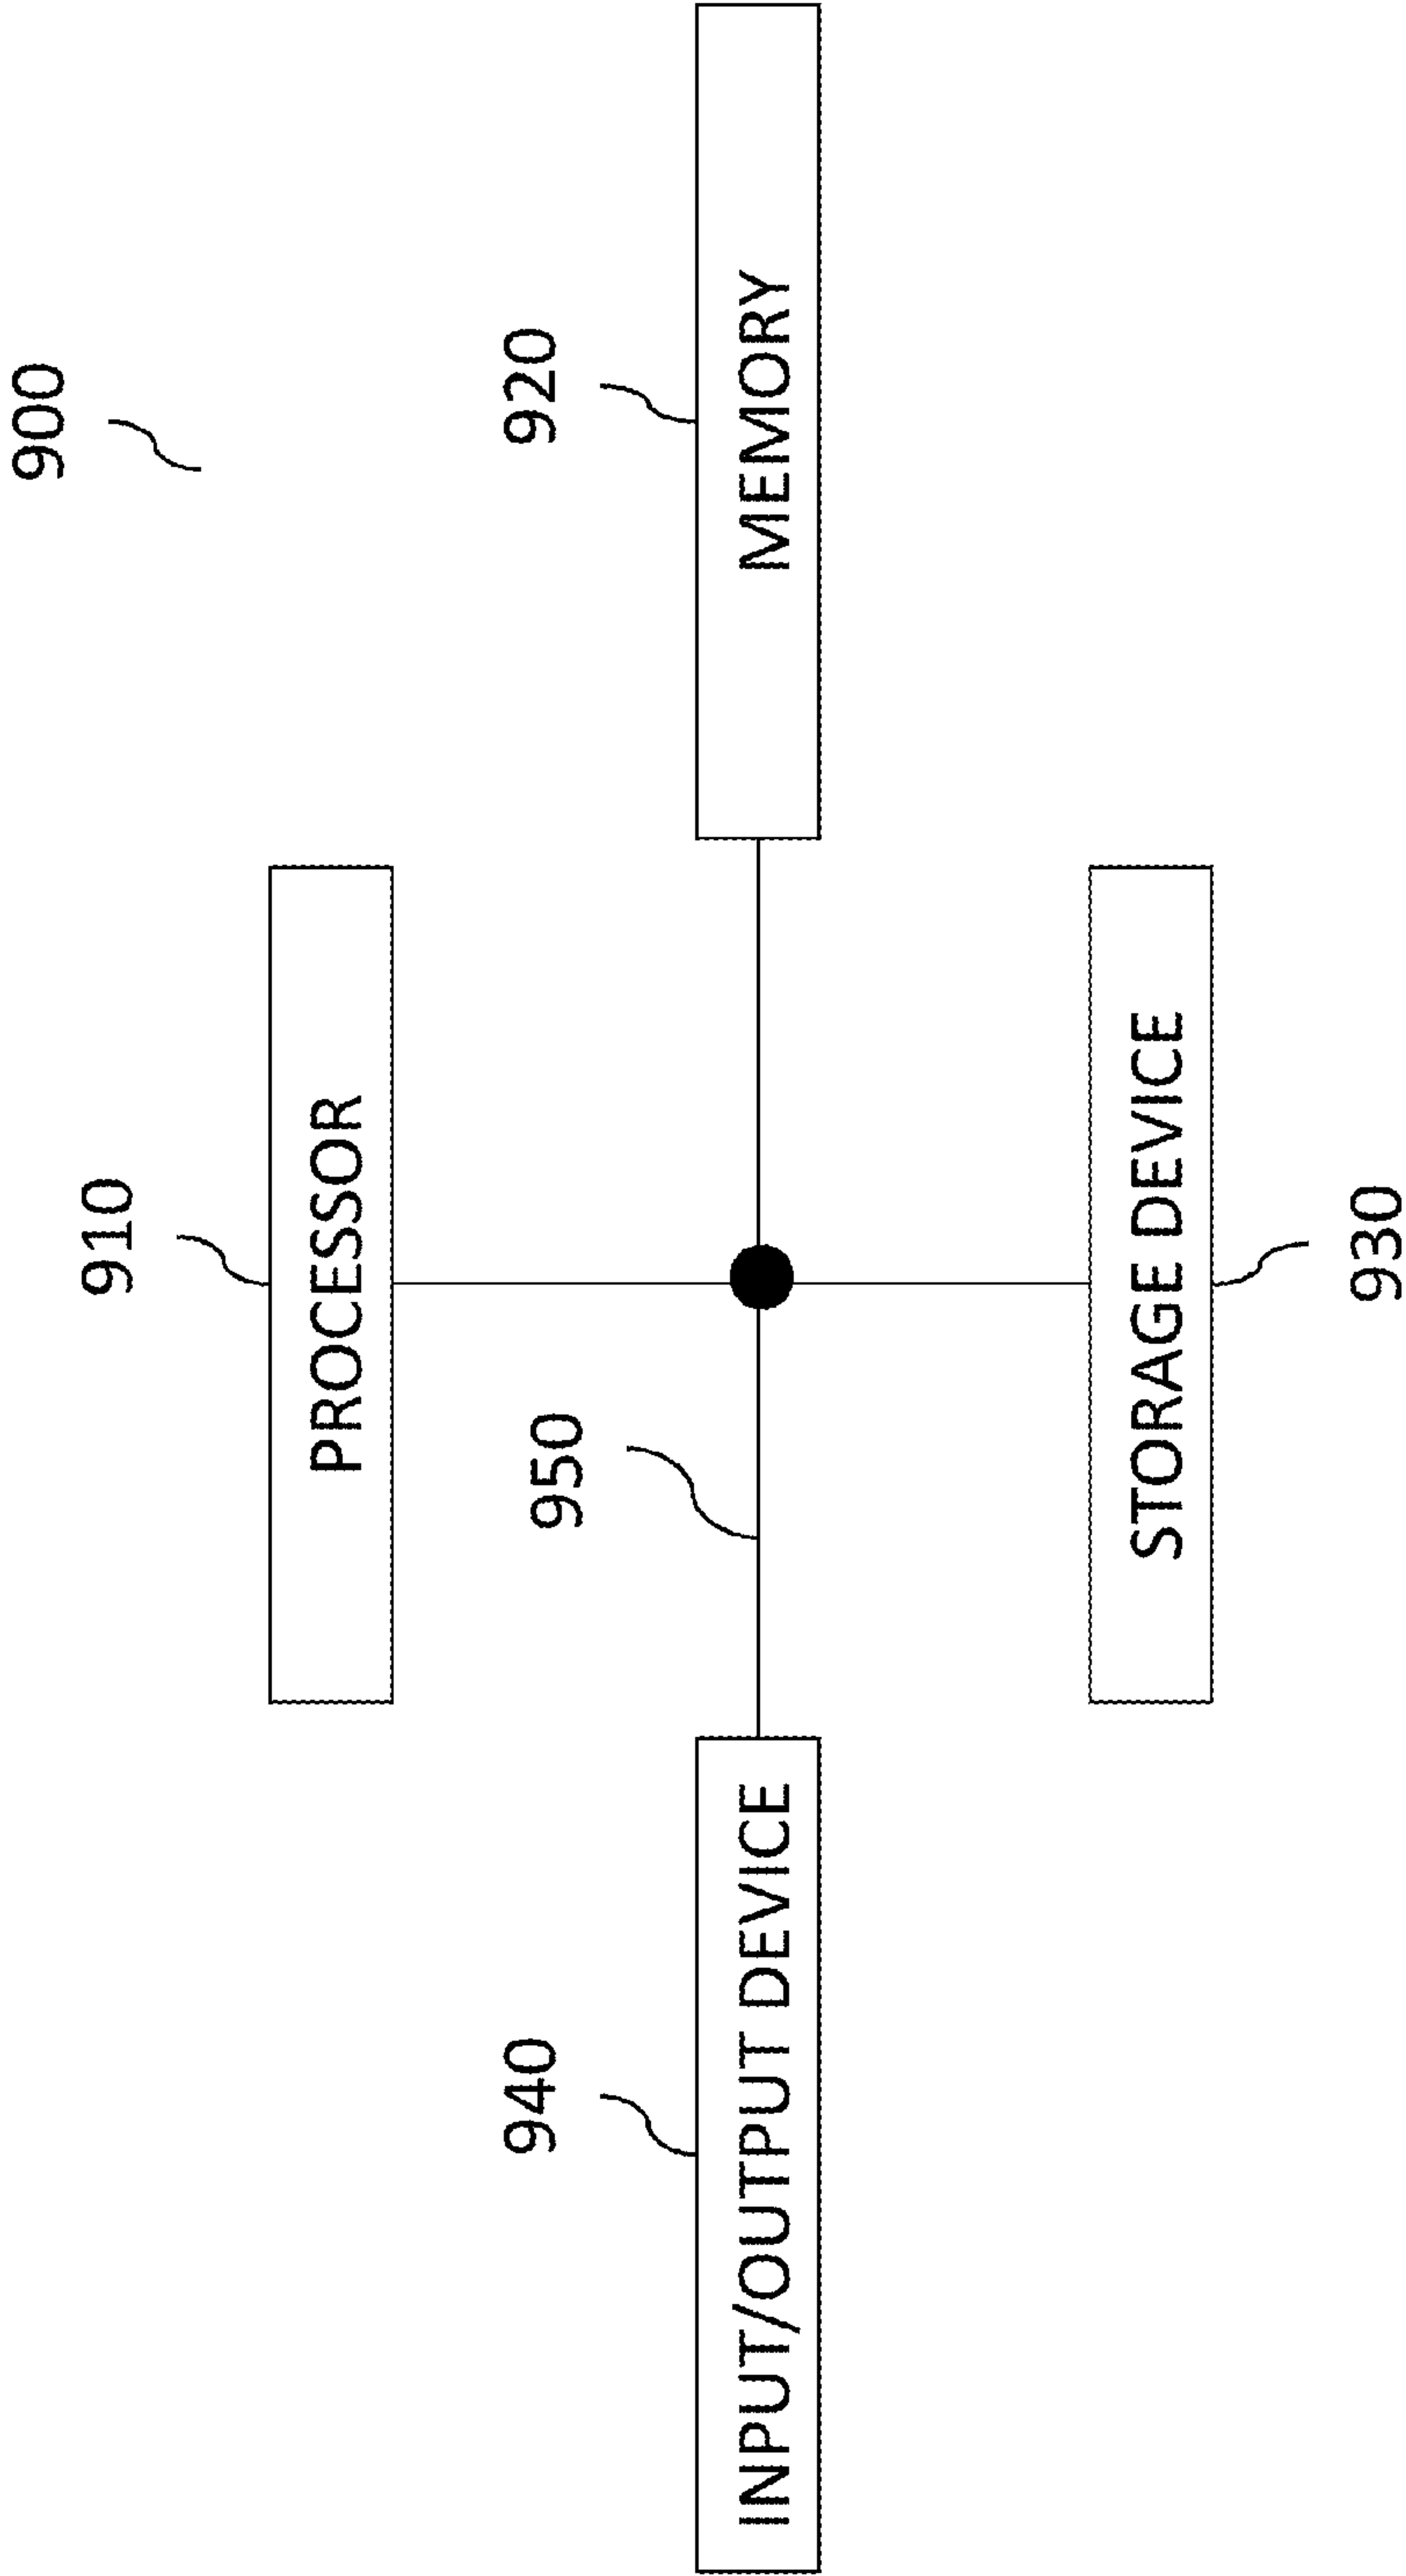 900
910
PROCESSOR
940
950
920
INPUT/OUTPUT DEVICE
MEMORY
STORAGE DEVICE
930